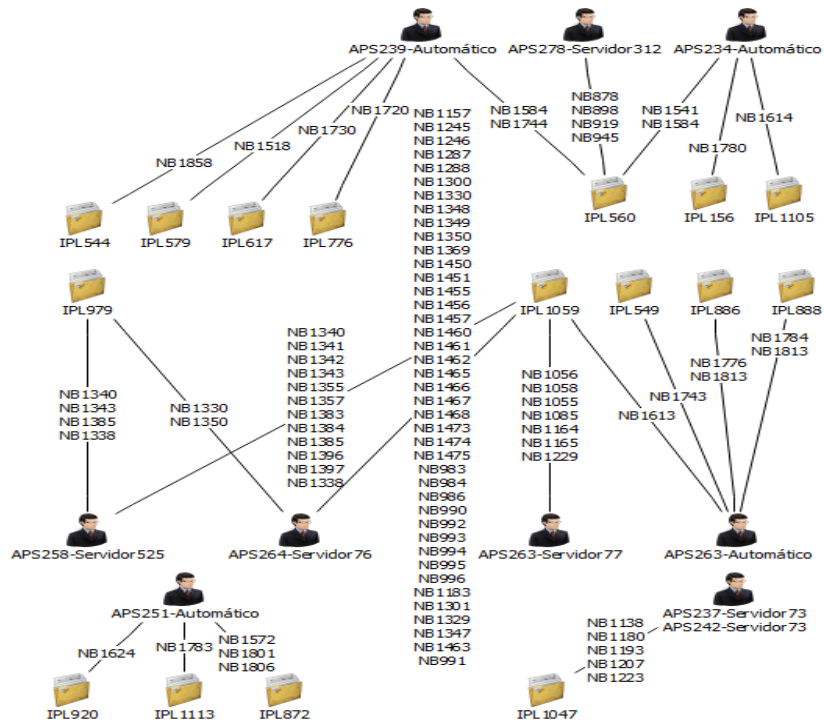 APS239-Automático
APS278-Servidor312
APS234-Automático
NB1858
NB1518
NB1730
NB1720
NB1584
NB1744
NB878
NB898
NB919
NB945
NB1541
NB1584
NB1780
NB1614
IPL544
IPL579
IPL617
IPL776
IPL560
IPL156
IPL1105
NB1157
NB1245
NB1246
NB1287
NB1288
NB1300
NB1330
NB1348
NB1349
NB1350
NB1369
NB1450
NB1451
NB1455
NB1456
NB1457
NB1460
NB1461
NB1462
NB1465
NB1466
NB1467
NB1468
NB1473
NB1474
NB1475
NB983
NB984
NB986
NB990
NB992
NB993
NB994
NB995
NB996
NB1183
NB1301
NB1329
NB1347
NB1463
NB991
IPL979
IPL1059
IPL549
IPL886
IPL888
NB1340
NB1343
NB1385
NB1338
NB1330
NB1350
NB1340
NB1341
NB1342
NB1343
NB1355
NB1357
NB1383
NB1384
NB1385
NB1396
NB1397
NB1338
NB1056
NB1058
NB1055
NB1085
NB1164
NB1165
NB1229
NB1613
NB1743
NB1776
NB1813
NB1784
NB1813
APS258-Servidor525
APS264-Servidor76
APS263-Servidor77
APS263-Automático
APS251-Automático
APS237-Servidor73
APS242-Servidor73
NB1624
NB1783
NB1572
NB1801
NB1806
NB1138
NB1180
NB1193
NB1207
NB1223
IPL920
IPL1113
IPL872
IPL1047